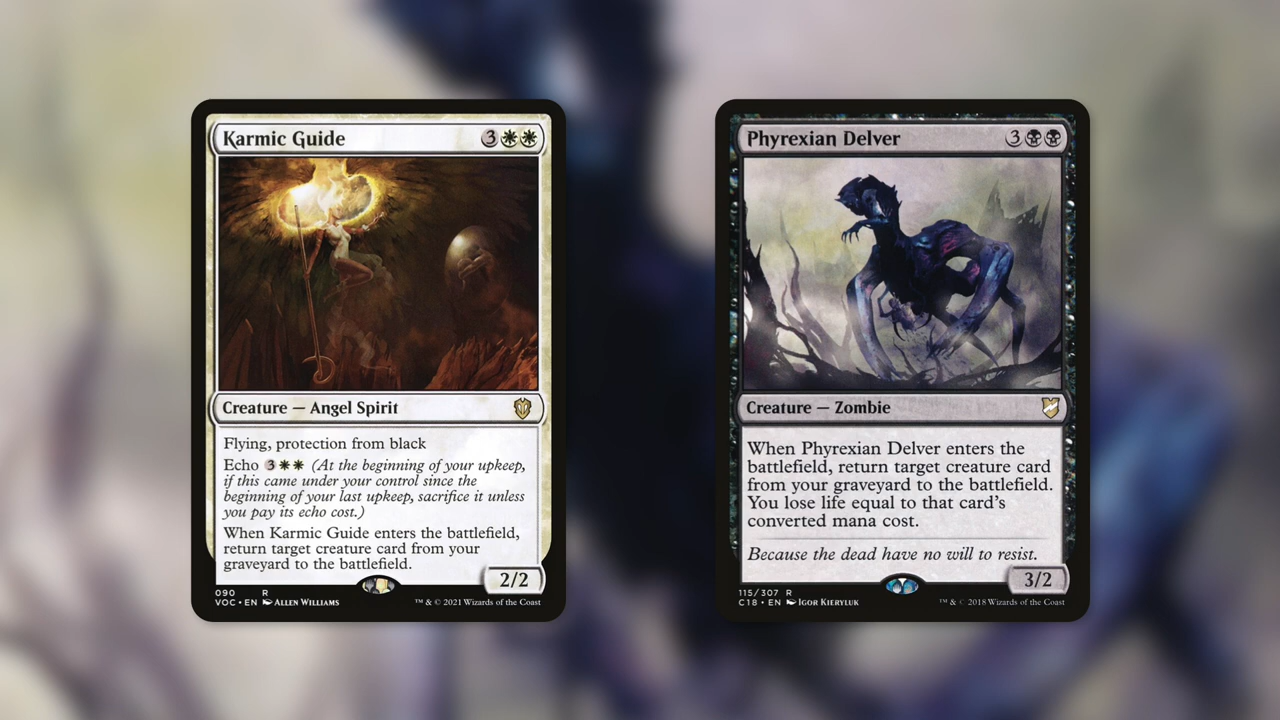 Karmic Guide 3
Creature — Angel Spirit
Flying, protection from black
Echo 3 (At the beginning of your upkeep,
if this came under your control since the
beginning of your last upkeep, sacrifice it unless
you pay its echo cost.)
When Karmic Guide enters the battlefield,
return target creature card from your
graveyard to the battlefield.
2/2
090 R
VOC • EN Allen Williams
™ & © 2021 Wizards of the Coast
Phyrexian Delver 3
Creature — Zombie
When Phyrexian Delver enters the
battlefield, return target creature card
from your graveyard to the battlefield.
You lose life equal to that card's
converted mana cost.
Because the dead have no will to resist.
3/2
115/307 R
C18 • EN Igor Kieryluk
™ & © 2018 Wizards of the Coast